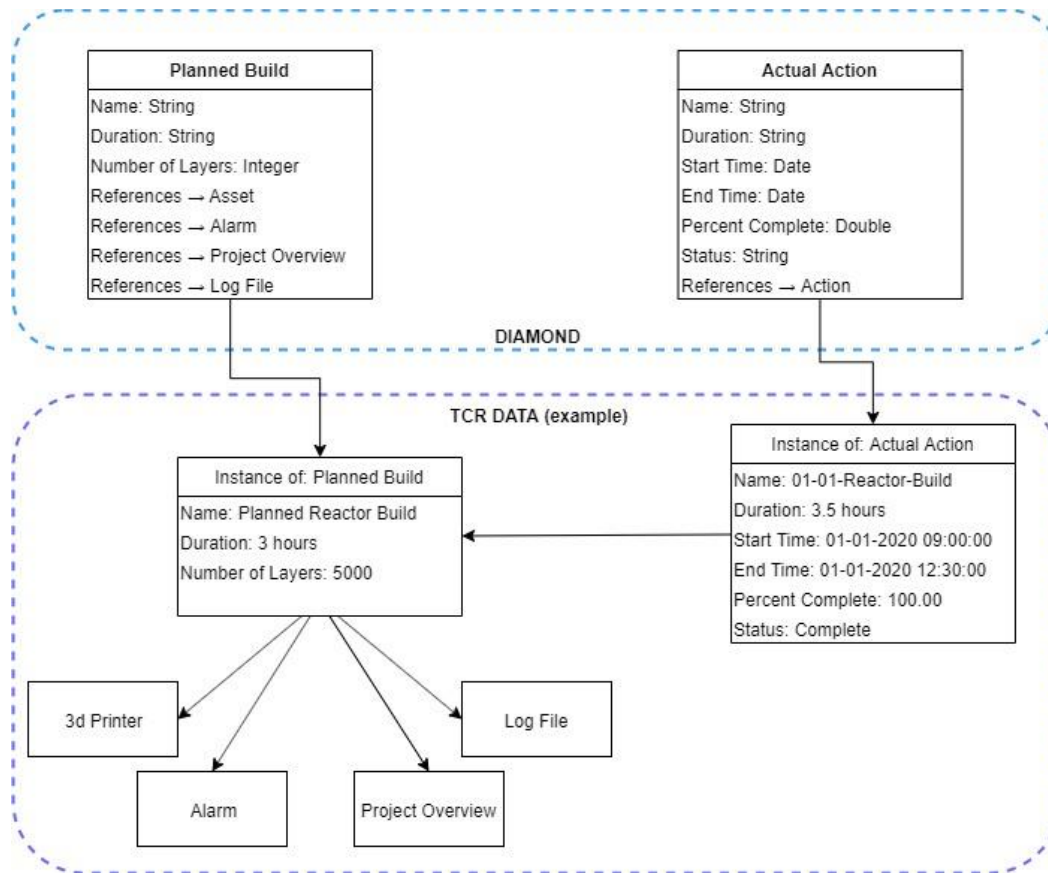 Planned Build
Name: String
Duration: String
Number of Layers: Integer
References → Asset
References → Alarm
References → Project Overview
References → Log File
Actual Action
Name: String
Duration: String
Start Time: Date
End Time: Date
Percent Complete: Double
Status: String
References → Action
DIAMOND
TCR DATA (example)
Instance of: Planned Build
Name: Planned Reactor Build
Duration: 3 hours
Number of Layers: 5000
Instance of: Actual Action
Name: 01-01-Reactor-Build
Duration: 3.5 hours
Start Time: 01-01-2020 09:00:00
End Time: 01-01-2020 12:30:00
Percent Complete: 100.00
Status: Complete
3d Printer
Log File
Alarm
Project Overview